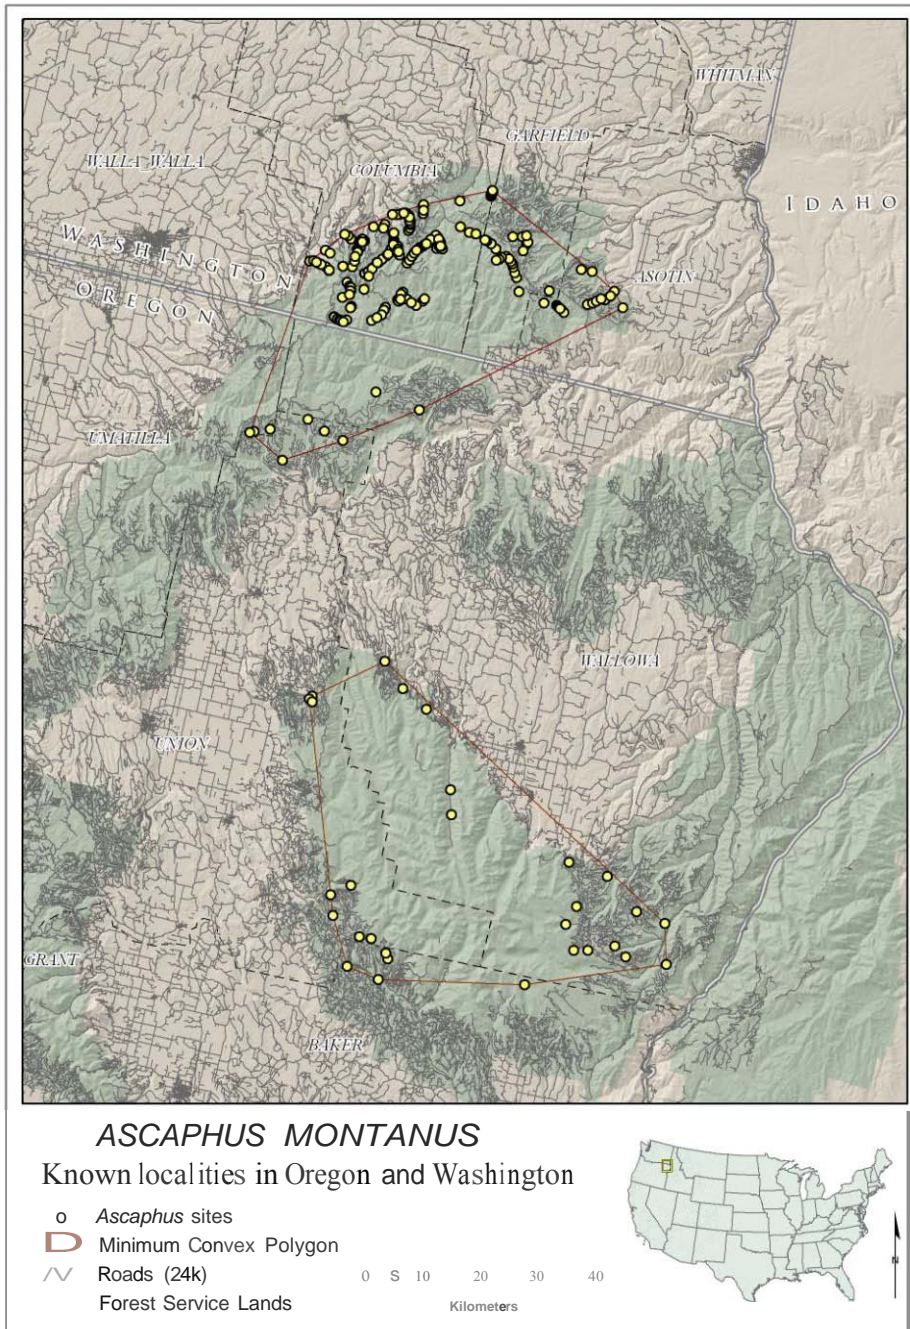 WHITMAN
GARFIELD
WALLA WALLA
COLUMBIA
IDAHO
WASHINGTON
OREGON
ASOTIN
UMATILLA
WALLOWA
UNION
GRANT
BAKER
ASCAPHUS MONTANUS
Known localities in Oregon and Washington
o Ascaphus sites
D Minimum Convex Polygon
/\/ Roads (24k)
0 S 10 20 30 40
Forest Service Lands
Kilometers
N